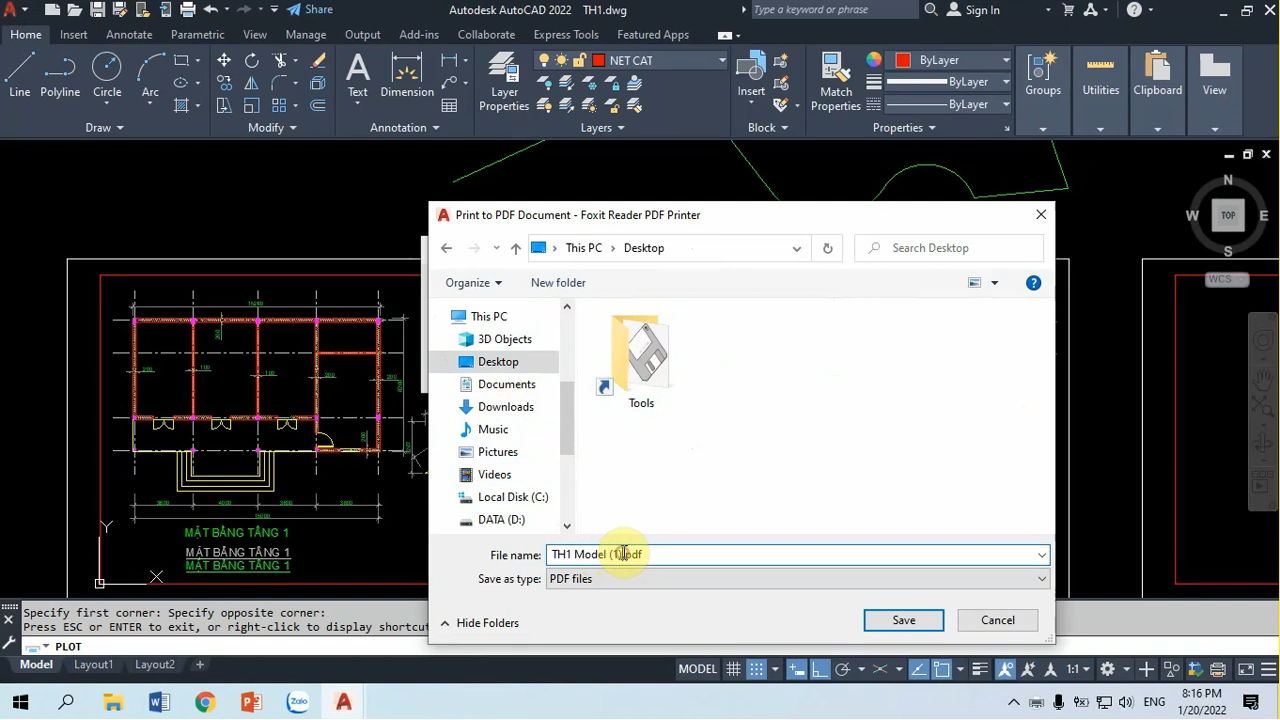 Share
Autodesk AutoCAD 2022 TH1.dwg
Type a keyword or phrase
Sign In
Home Insert Annotate Parametric View Manage Output Add-ins Collaborate Express Tools Featured Apps
NET CAT
ByLayer
ByLayer
ByLayer
Line Polyline Circle Arc
Text Dimension
Layer Properties
Insert
Match Properties
Groups Utilities Clipboard View
Draw Modify Annotation Layers Block Properties
Print to PDF Document - Foxit Reader PDF Printer
This PC > Desktop
Search Desktop
Organize New folder
This PC
3D Objects
Desktop
Documents
Downloads
Music
Pictures
Videos
Local Disk (C:)
DATA (D:)
Tools
File name: TH1 Model (1).pdf
Save as type: PDF files
Hide Folders
Save Cancel
N
W TOP E
S
WCS
MẶT BẰNG TẦNG 1
MẶT BẰNG TẦNG 1
MẶT BẰNG TẦNG 1
Y
X
Specify first corner: Specify opposite corner:
Press ESC or ENTER to exit, or right-click to display shortcut
PLOT
Model Layout1 Layout2 +
MODEL
1:1
Zalo
ENG
8:16 PM
1/20/2022